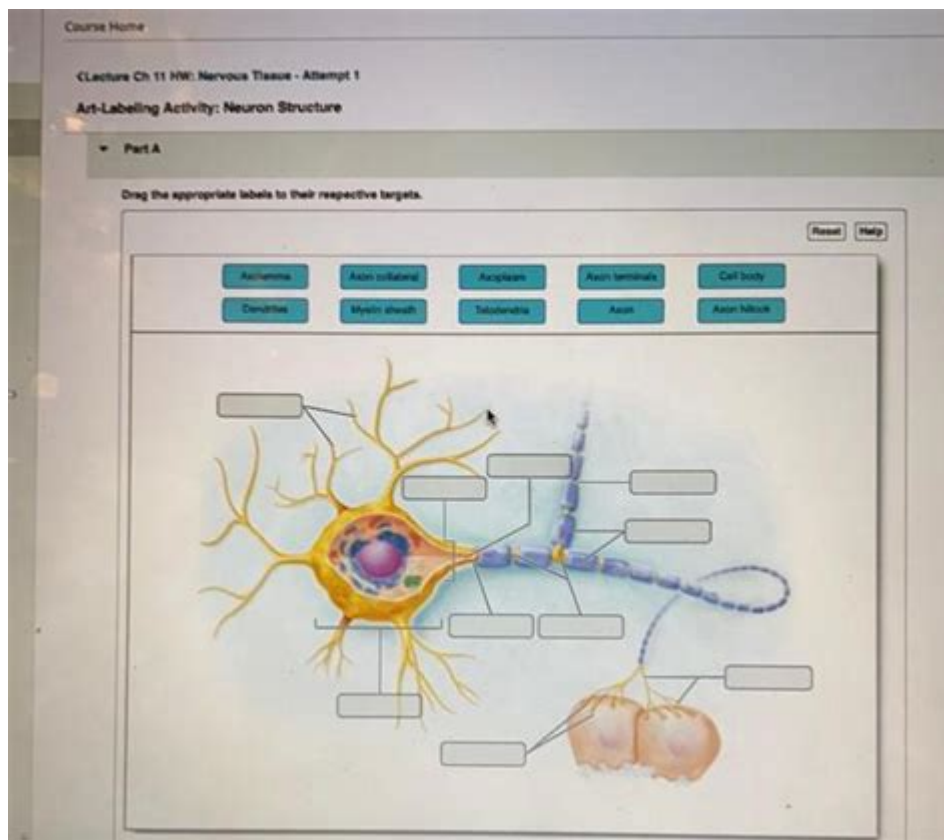 Course Home
<Lecture Ch 11 HW: Nervous Tissue - Attempt 1
Art-Labeling Activity: Neuron Structure
Part A
Drag the appropriate labels to their respective targets.
Reset Help
Axolemma Axon collateral Axoplasm Axon terminals Cell body
Dendrites Myelin sheath Telodendria Axon Axon hillock